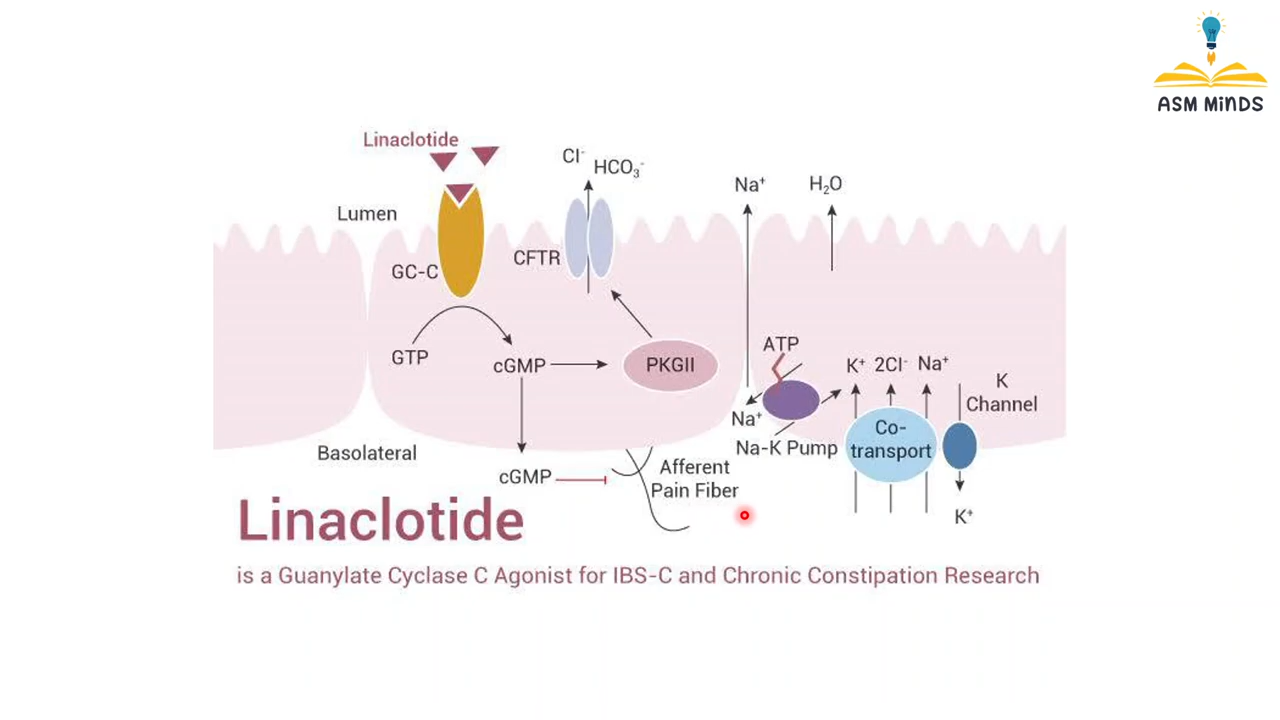 ASM MiNDS
Linaclotide
Cl⁻
HCO₃⁻
Na⁺
H₂O
Lumen
CFTR
GC-C
GTP
cGMP
PKGII
ATP
K⁺ 2Cl⁻ Na⁺
K
Channel
Na⁺
Co-
transport
Na-K Pump
Basolateral
cGMP
Afferent
Pain Fiber
K⁺
Linaclotide
is a Guanylate Cyclase C Agonist for IBS-C and Chronic Constipation Research